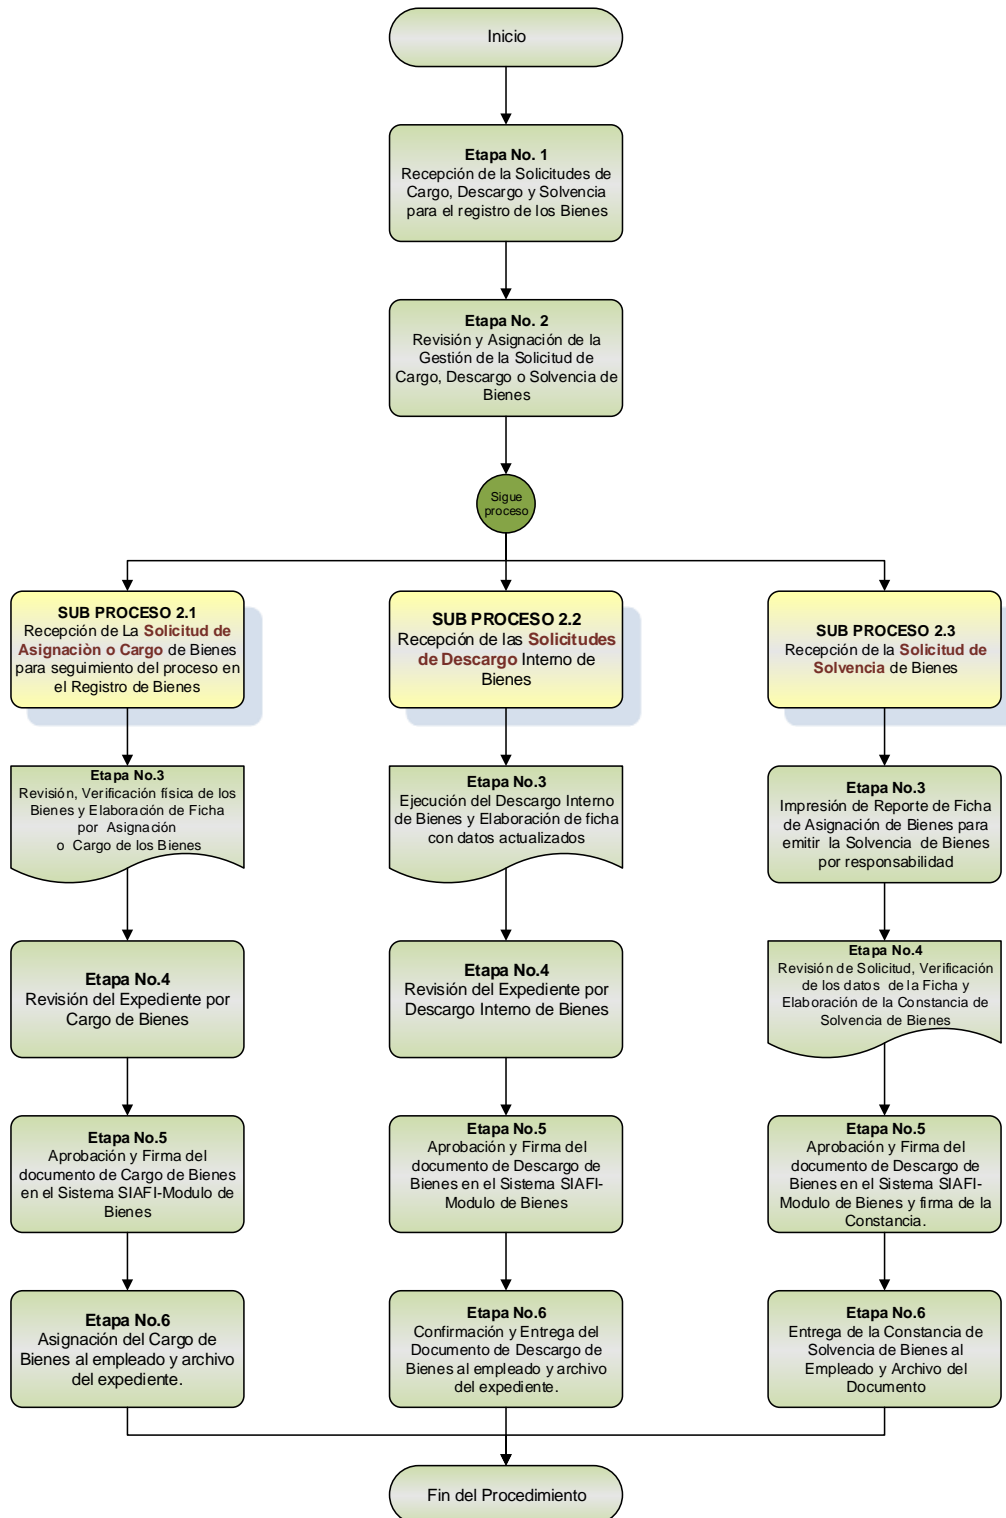 Inicio
Etapa No. 1
Recepción de la Solicitudes de
Cargo, Descargo y Solvencia
para el registro de los Bienes
Etapa No. 2
Revisión y Asignación de la
Gestión de la Solicitud de
Cargo, Descargo o Solvencia de
Bienes
Sigue
proceso
SUB PROCESO 2.1
Recepción de La Solicitud de
Asignaciòn o Cargo de Bienes
para seguimiento del proceso en
el Registro de Bienes
SUB PROCESO 2.2
Recepción de las Solicitudes
de Descargo Interno de
Bienes
SUB PROCESO 2.3
Recepción de la Solicitud de
Solvencia de Bienes
Etapa No.3
Revisión, Verificación física de los
Bienes y Elaboración de Ficha
por Asignación
o Cargo de los Bienes
Etapa No.3
Ejecución del Descargo Interno
de Bienes y Elaboración de ficha
con datos actualizados
Etapa No.3
Impresión de Reporte de Ficha
de Asignación de Bienes para
emitir la Solvencia de Bienes
por responsabilidad
Etapa No.4
Revisión del Expediente por
Cargo de Bienes
Etapa No.4
Revisión del Expediente por
Descargo Interno de Bienes
Etapa No.4
Revisión de Solicitud, Verificación
de los datos de la Ficha y
Elaboración de la Constancia de
Solvencia de Bienes
Etapa No.5
Aprobación y Firma del
documento de Cargo de Bienes
en el Sistema SIAFI-Modulo de
Bienes
Etapa No.5
Aprobación y Firma del
documento de Descargo de
Bienes en el Sistema SIAFI-
Modulo de Bienes
Etapa No.5
Aprobación y Firma del
documento de Descargo de
Bienes en el Sistema SIAFI-
Modulo de Bienes y firma de la
Constancia.
Etapa No.6
Asignación del Cargo de
Bienes al empleado y archivo
del expediente.
Etapa No.6
Confirmación y Entrega del
Documento de Descargo de
Bienes al empleado y archivo
del expediente.
Etapa No.6
Entrega de la Constancia de
Solvencia de Bienes al
Empleado y Archivo del
Documento
Fin del Procedimiento